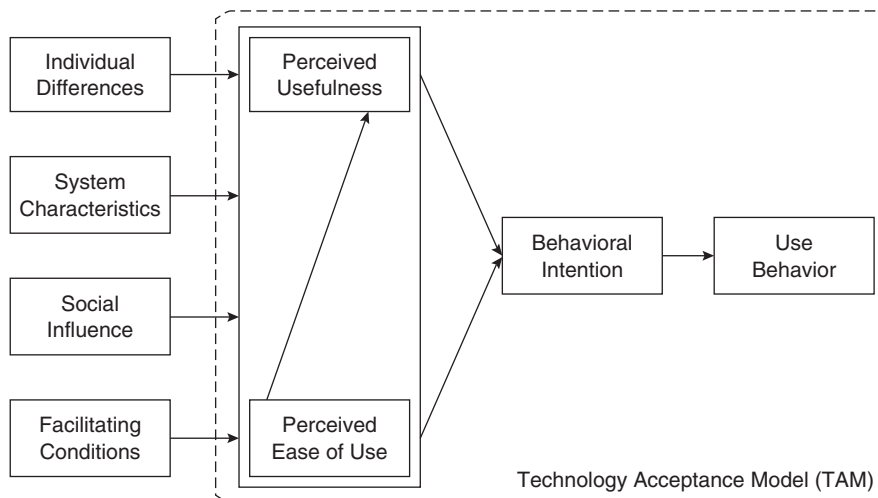 Individual
Differences
System
Characteristics
Social
Influence
Facilitating
Conditions
Perceived
Usefulness
Perceived
Ease of Use
Behavioral
Intention
Use
Behavior
Technology Acceptance Model (TAM)